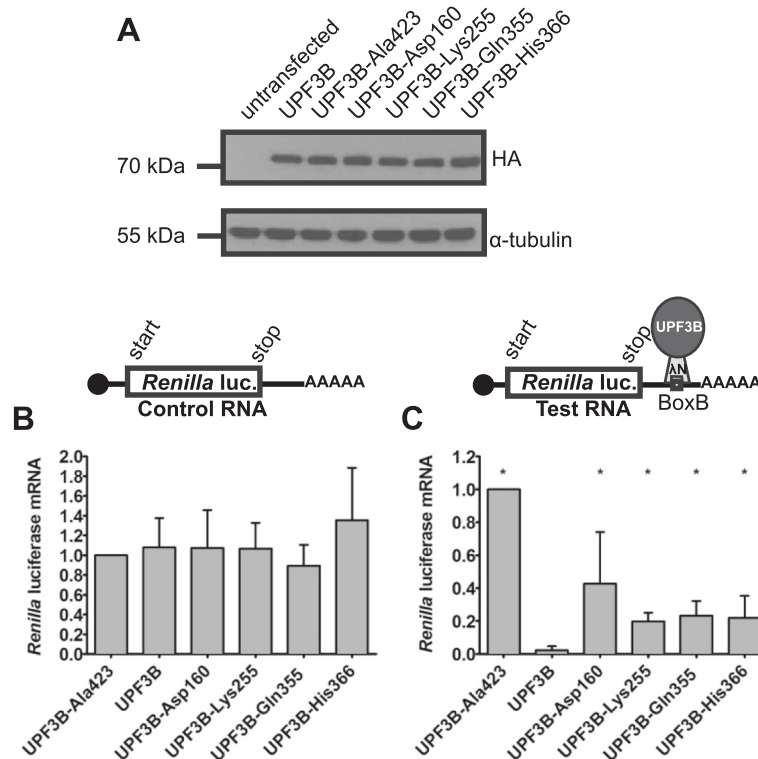 A
untransfected
UPF3B
UPF3B-Ala423
UPF3B-Asp160
UPF3B-Lys255
UPF3B-Gln355
UPF3B-His366
70 kDa
HA
55 kDa
α-tubulin
start
stop
Renilla luc.
AAAAA
Control RNA
start
stop
UPF3B
λN
Renilla luc.
AAAAA
Test RNA
BoxB
B
Renilla luciferase mRNA
2.0
1.8
1.6
1.4
1.2
1.0
0.8
0.6
0.4
0.2
0.0
UPF3B-Ala423
UPF3B
UPF3B-Asp160
UPF3B-Lys255
UPF3B-Gln355
UPF3B-His366
C
Renilla luciferase mRNA
1.2
1.0
0.8
0.6
0.4
0.2
0.0
* * * * *
UPF3B-Ala423
UPF3B
UPF3B-Asp160
UPF3B-Lys255
UPF3B-Gln355
UPF3B-His366